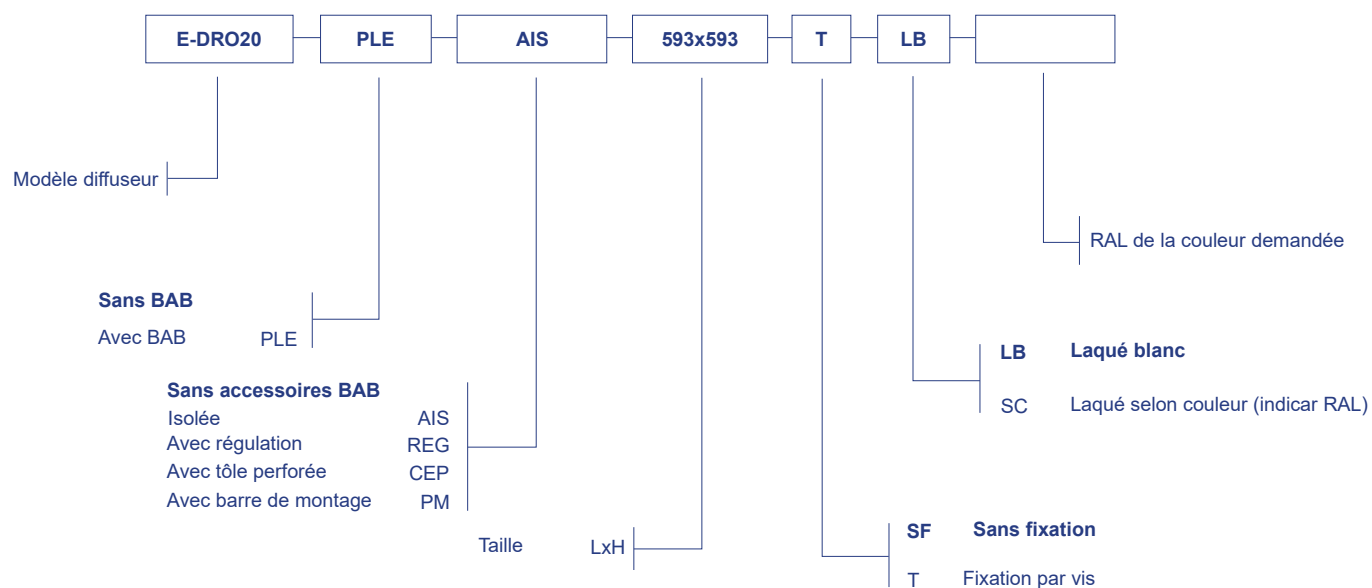 E-DRO20 PLE AIS 593x593 T LB
Modèle diffuseur
RAL de la couleur demandée
Sans BAB
Avec BAB PLE
LB Laqué blanc
SC Laqué selon couleur (indicar RAL)
Sans accessoires BAB
Isolée AIS
Avec régulation REG
Avec tôle perforée CEP
Avec barre de montage PM
Taille LxH
SF Sans fixation
T Fixation par vis